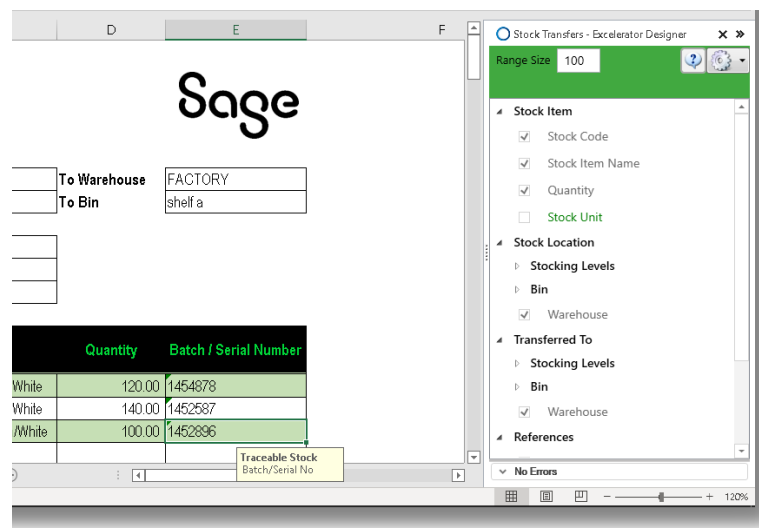 D E F
Sage
To Warehouse FACTORY
To Bin shelf a
Quantity Batch / Serial Number
White 120.00 1454878
White 140.00 1452587
/White 100.00 1452896
Traceable Stock
Batch/Serial No
Stock Transfers - Excelerator Designer
Range Size 100
Stock Item
Stock Code
Stock Item Name
Quantity
Stock Unit
Stock Location
Stocking Levels
Bin
Warehouse
Transferred To
Stocking Levels
Bin
Warehouse
References
No Errors
120%